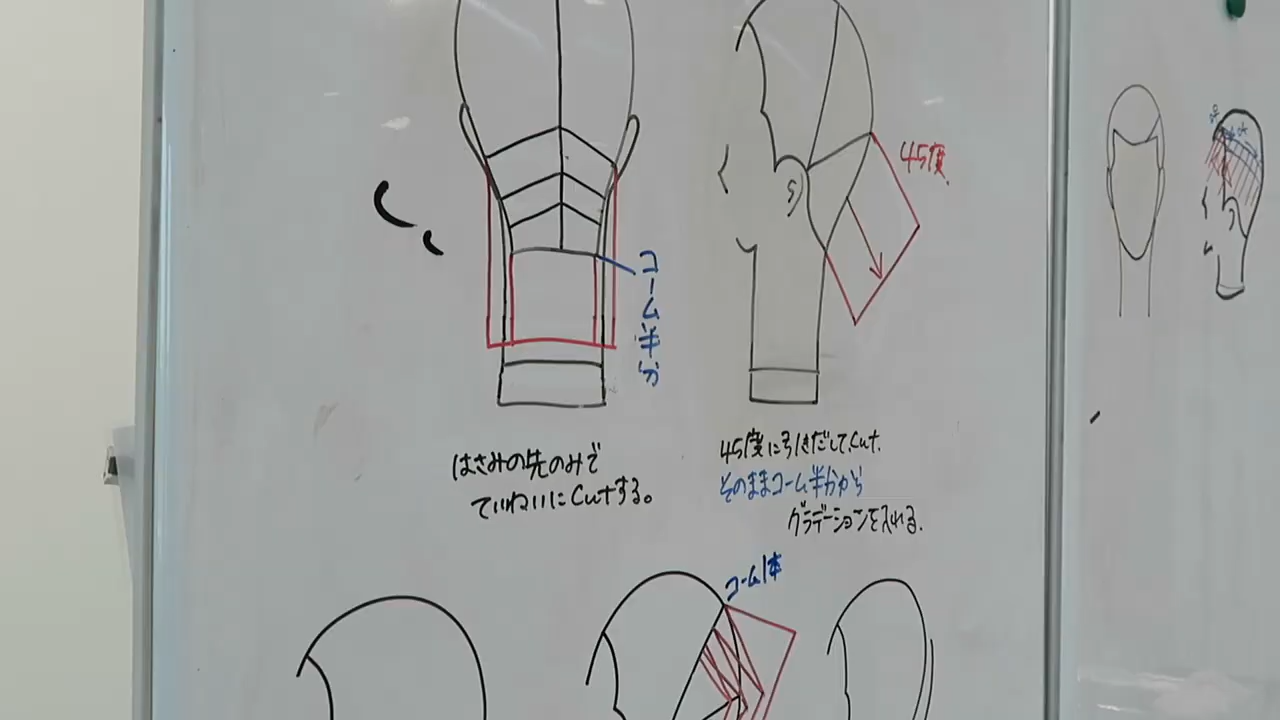 45度
コーム半分
はさみの先のみで
ていねいにCutする。
45度に引きだしてCut.
そのままコーム半分から
グラデーションを入れる.
コーム1本